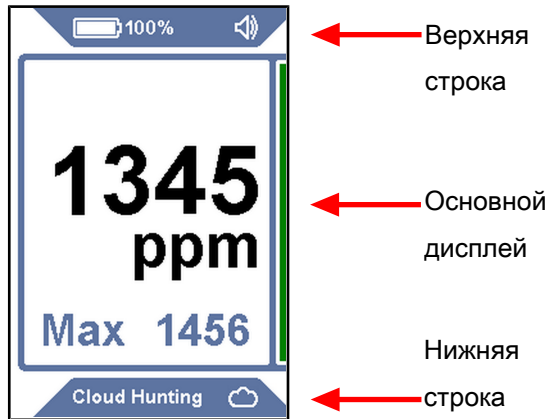 100%
Верхняя
строка
1345
ppm
Основной
дисплей
Max 1456
Нижняя
строка
Cloud Hunting